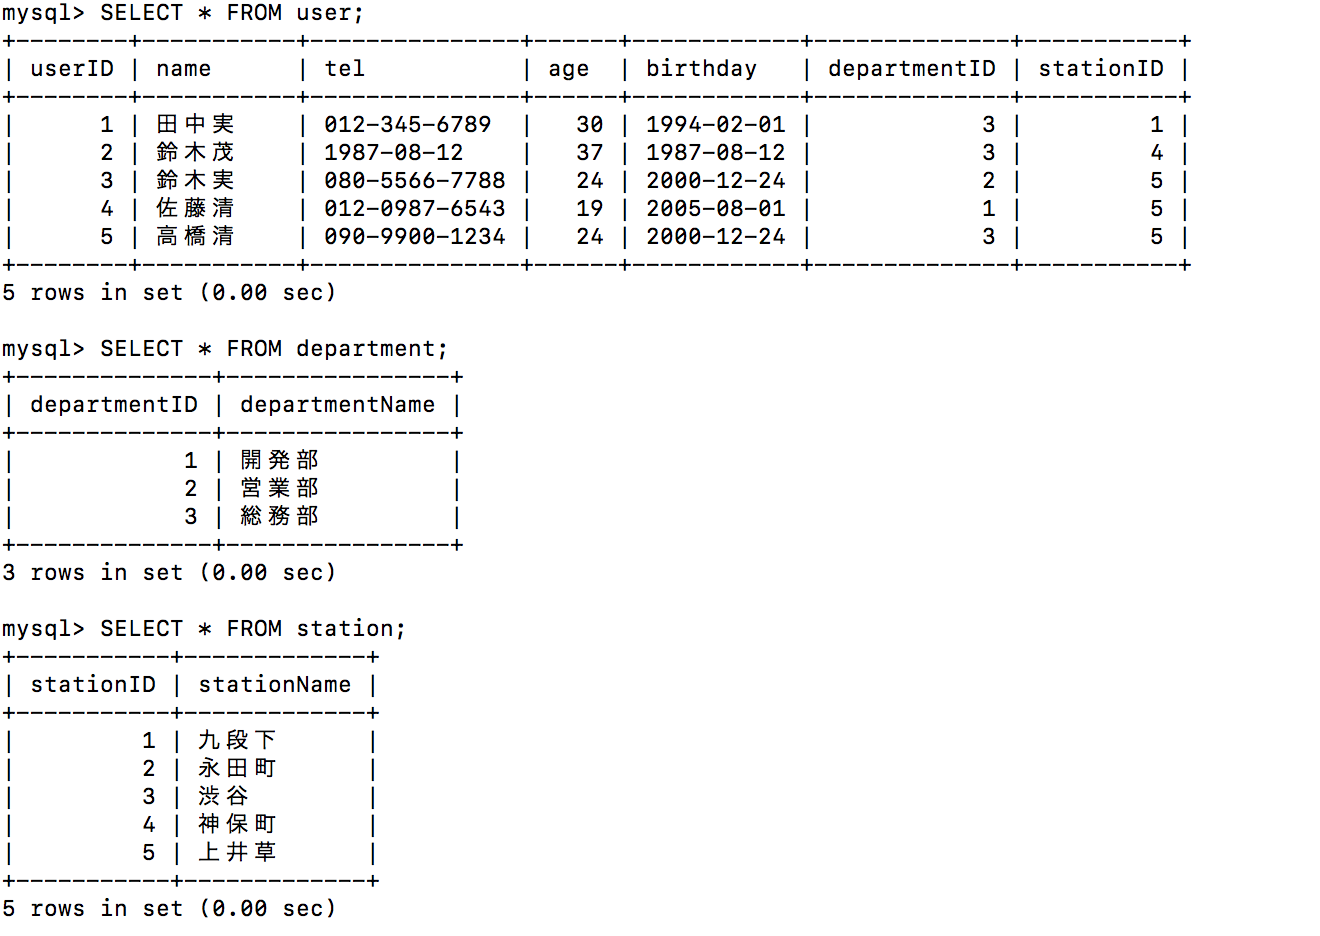 mysql> SELECT * FROM user;
+--------+-----------+---------------+------+------------+--------------+-----------+
| userID | name      | tel           | age  | birthday   | departmentID | stationID |
+--------+-----------+---------------+------+------------+--------------+-----------+
|      1 | 田中実    | 012-345-6789  |   30 | 1994-02-01 |            3 |         1 |
|      2 | 鈴木茂    | 1987-08-12    |   37 | 1987-08-12 |            3 |         4 |
|      3 | 鈴木実    | 080-5566-7788 |   24 | 2000-12-24 |            2 |         5 |
|      4 | 佐藤清    | 012-0987-6543 |   19 | 2005-08-01 |            1 |         5 |
|      5 | 高橋清    | 090-9900-1234 |   24 | 2000-12-24 |            3 |         5 |
+--------+-----------+---------------+------+------------+--------------+-----------+
5 rows in set (0.00 sec)

mysql> SELECT * FROM department;
+--------------+----------------+
| departmentID | departmentName |
+--------------+----------------+
|            1 | 開発部         |
|            2 | 営業部         |
|            3 | 総務部         |
+--------------+----------------+
3 rows in set (0.00 sec)

mysql> SELECT * FROM station;
+-----------+-------------+
| stationID | stationName |
+-----------+-------------+
|         1 | 九段下      |
|         2 | 永田町      |
|         3 | 渋谷        |
|         4 | 神保町      |
|         5 | 上井草      |
+-----------+-------------+
5 rows in set (0.00 sec)